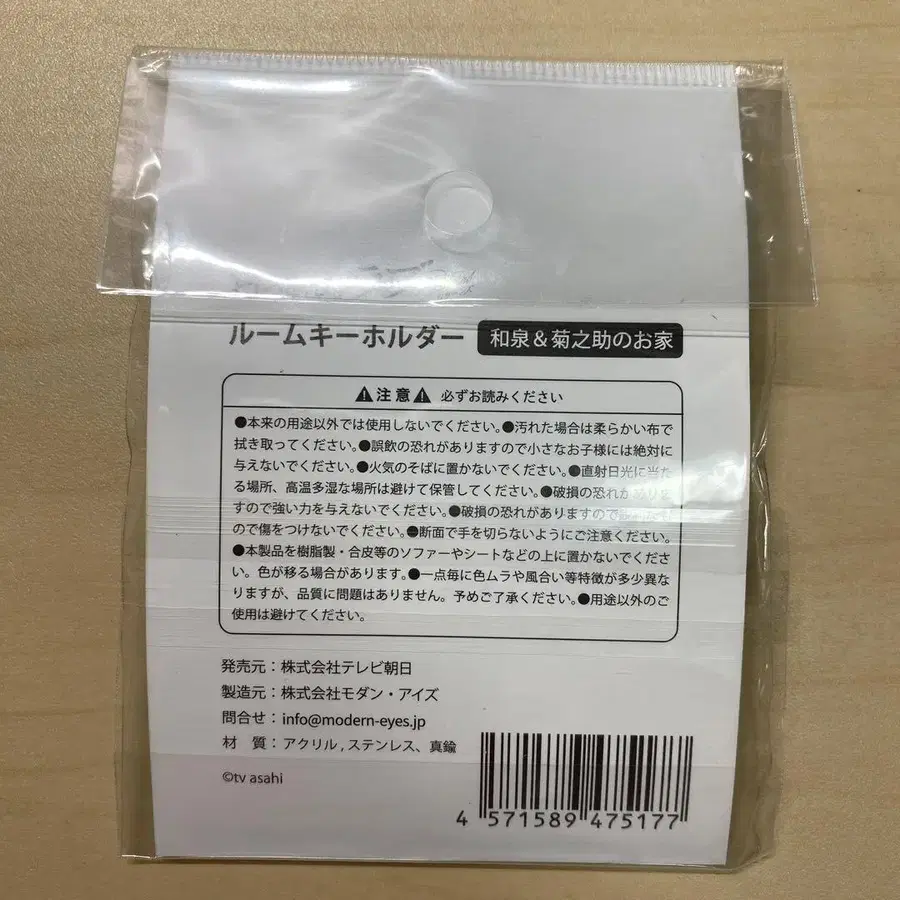 ルームキーホルダー 和泉&菊之助のお家
注意 必ずお読みください
●本来の用途以外では使用しないでください。●汚れた場合は柔らかい布で
拭き取ってください。●誤飲の恐れがありますので小さなお子様には絶対に
与えないでください。●火気のそばに置かないでください。●直射日光に当た
る場所、高温多湿な場所は避けて保管してください。●破損の恐れがありま
すので強い力を与えないでください。●破損の恐れがありますので
ので傷をつけないでください。●断面で手を切らないようにご注意ください。
●本製品を樹脂製・合皮等のソファーやシートなどの上に置かないでくださ
い。色が移る場合があります。●一点毎に色ムラや風合い等特徴が多少異な
りますが、品質に問題はありません。予めご了承ください。●用途以外のご
使用は避けてください。
発売元：株式会社テレビ朝日
製造元：株式会社モダン・アイズ
問合せ：info@modern-eyes.jp
材 質：アクリル,ステンレス、真鍮
©tv asahi
4 571589 475177